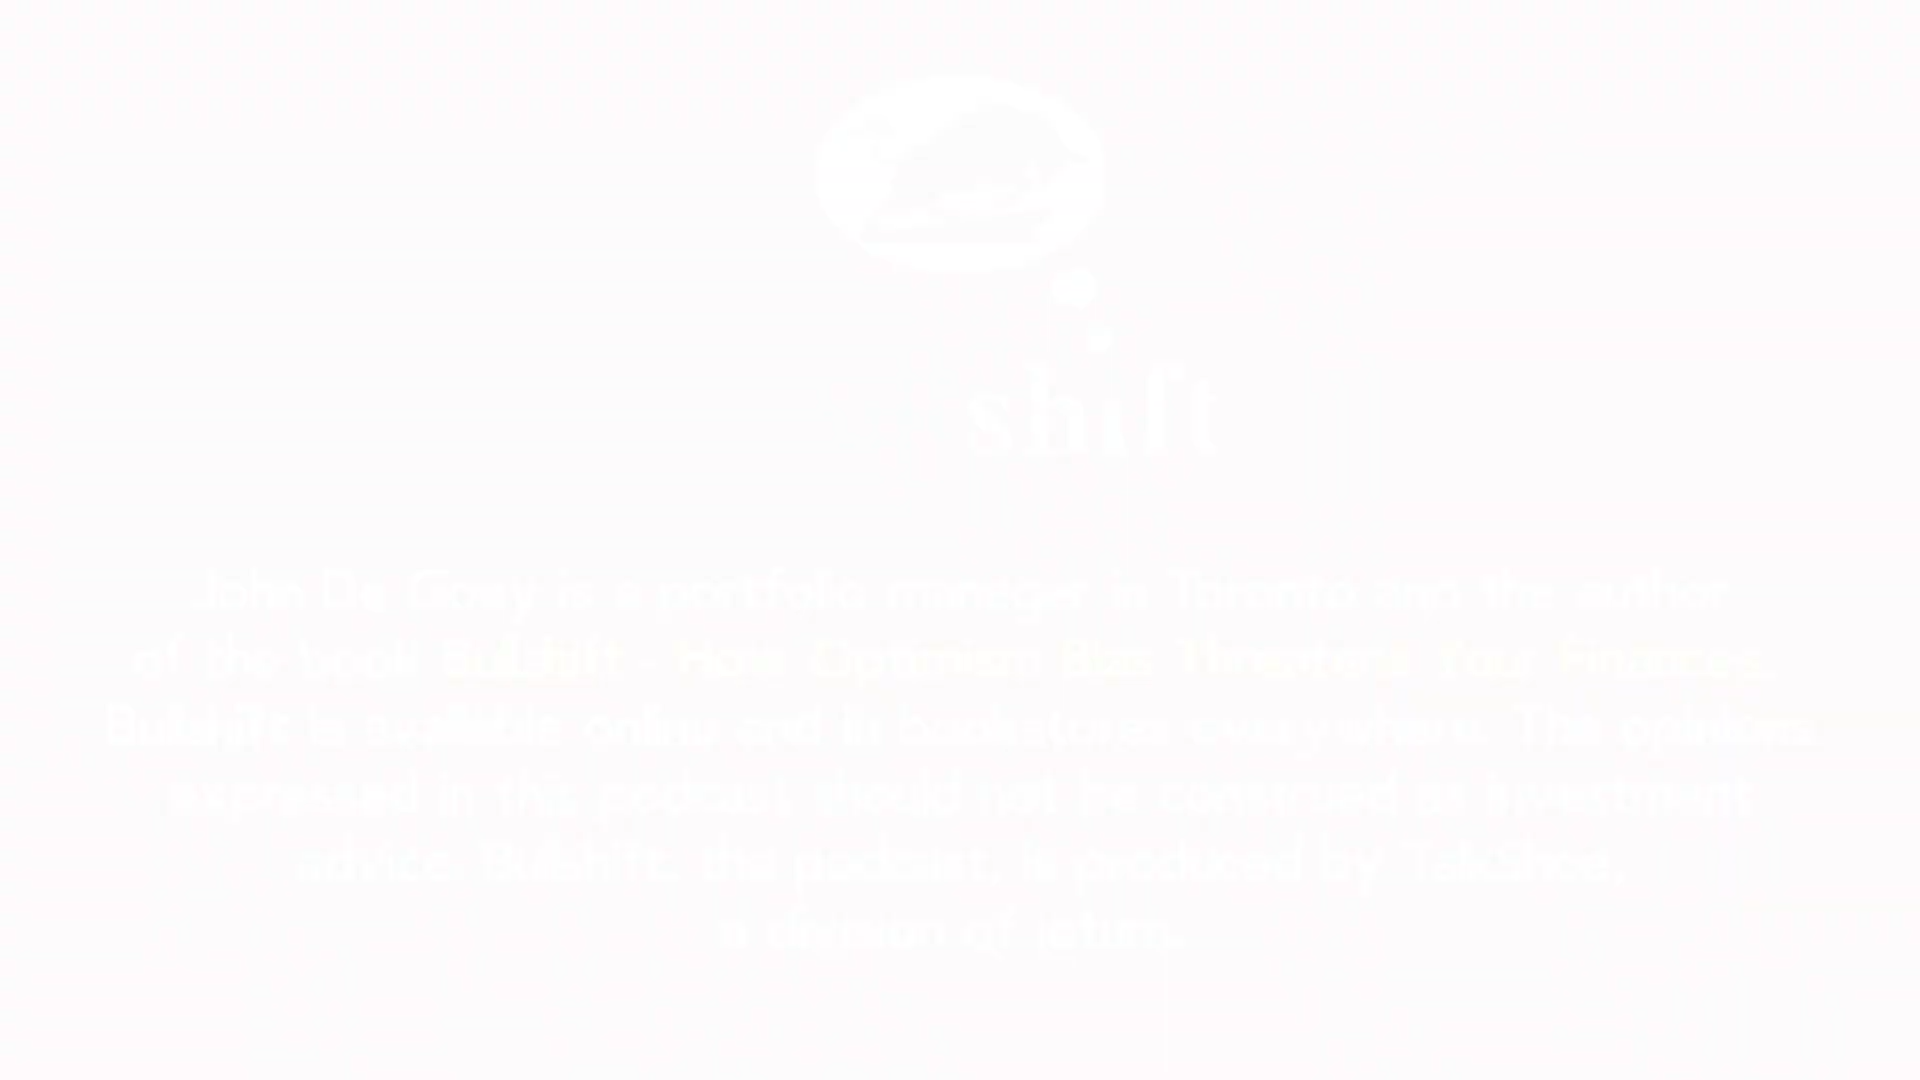 shift
John De Goey is a portfolio manager in Toronto and the author
of the book Bullshift - How Optimism Bias Threatens Your Finances.
Bullshift is available online and in bookstores everywhere. The opinions
expressed in the podcast should not be construed as investment
advice. Bullshift, the podcast, is produced by
a division of